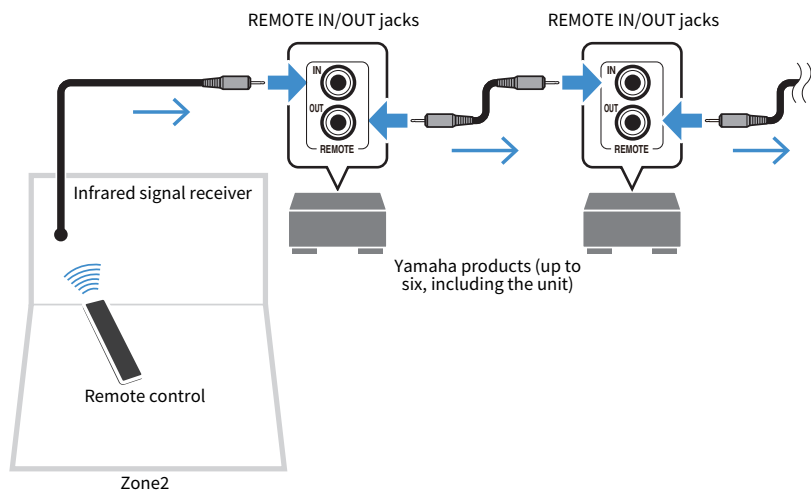 REMOTE IN/OUT jacks
REMOTE IN/OUT jacks
IN
OUT
REMOTE
IN
OUT
REMOTE
Infrared signal receiver
Yamaha products (up to
six, including the unit)
Remote control
Zone2